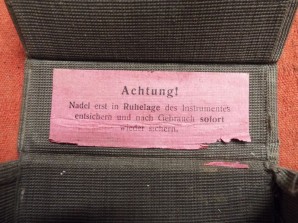 Achtung!
Nadel erst in Ruhelage des Instrumentes
entsichern und nach Gebrauch sofort
wieder sichern.